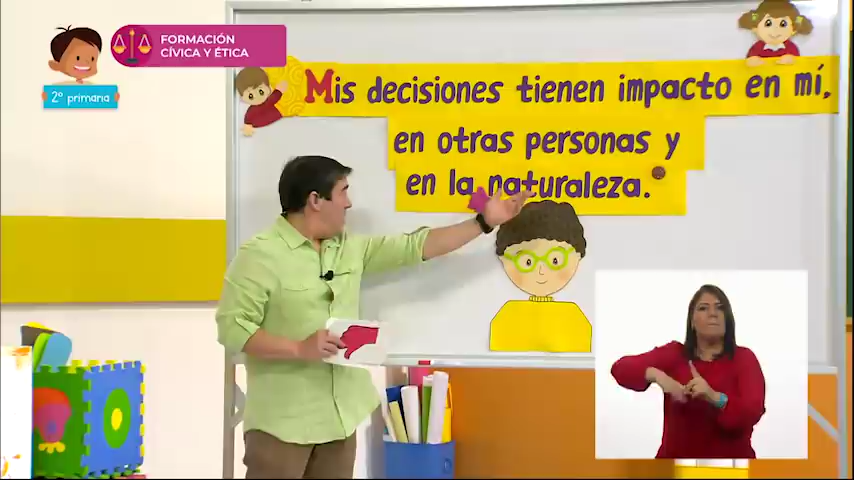 FORMACIÓN
CÍVICA Y ÉTICA
2° primaria
Mis decisiones tienen impacto en mí,
en otras personas y
en la naturaleza.